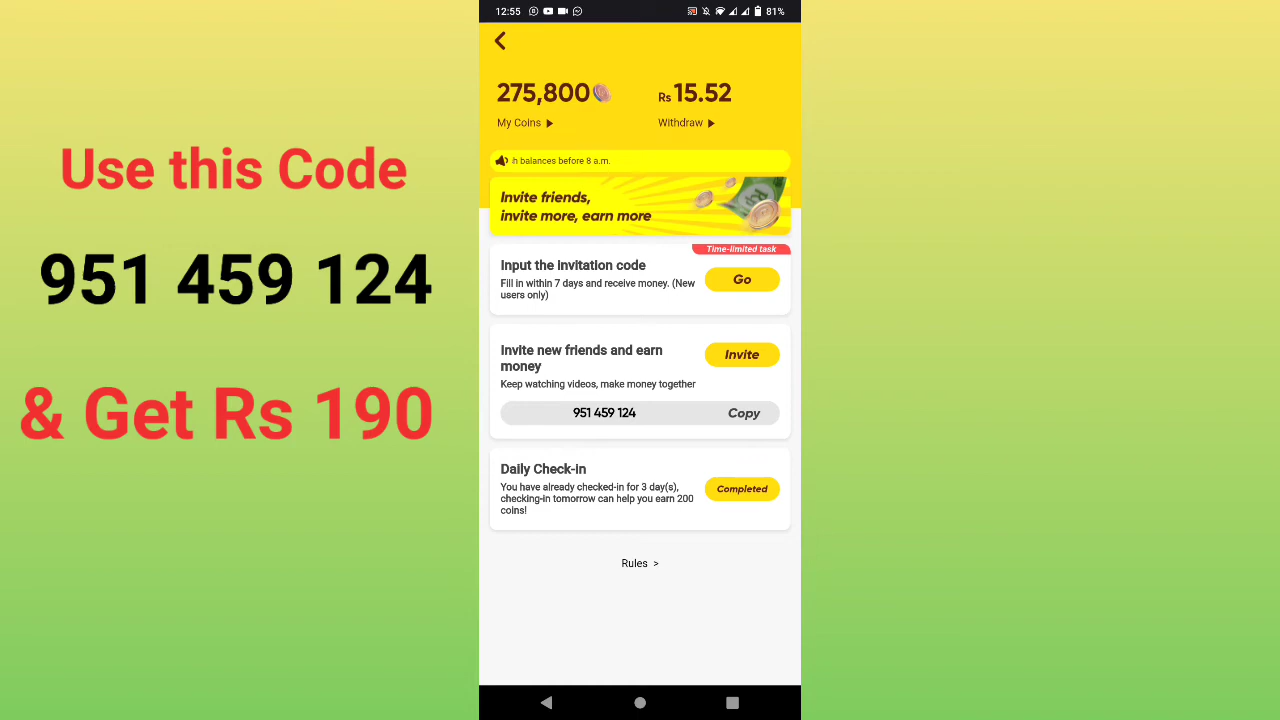 Use this Code
951 459 124
& Get Rs 190
12:55
81%
275,800
Rs 15.52
My Coins
Withdraw
h balances before 8 a.m.
Invite friends,
invite more, earn more
Time-limited task
Input the invitation code
Go
Fill in within 7 days and receive money. (New
users only)
Invite new friends and earn
money
Invite
Keep watching videos, make money together
951 459 124
Copy
Daily Check-in
You have already checked-in for 3 day(s),
checking-in tomorrow can help you earn 200
coins!
Completed
Rules >